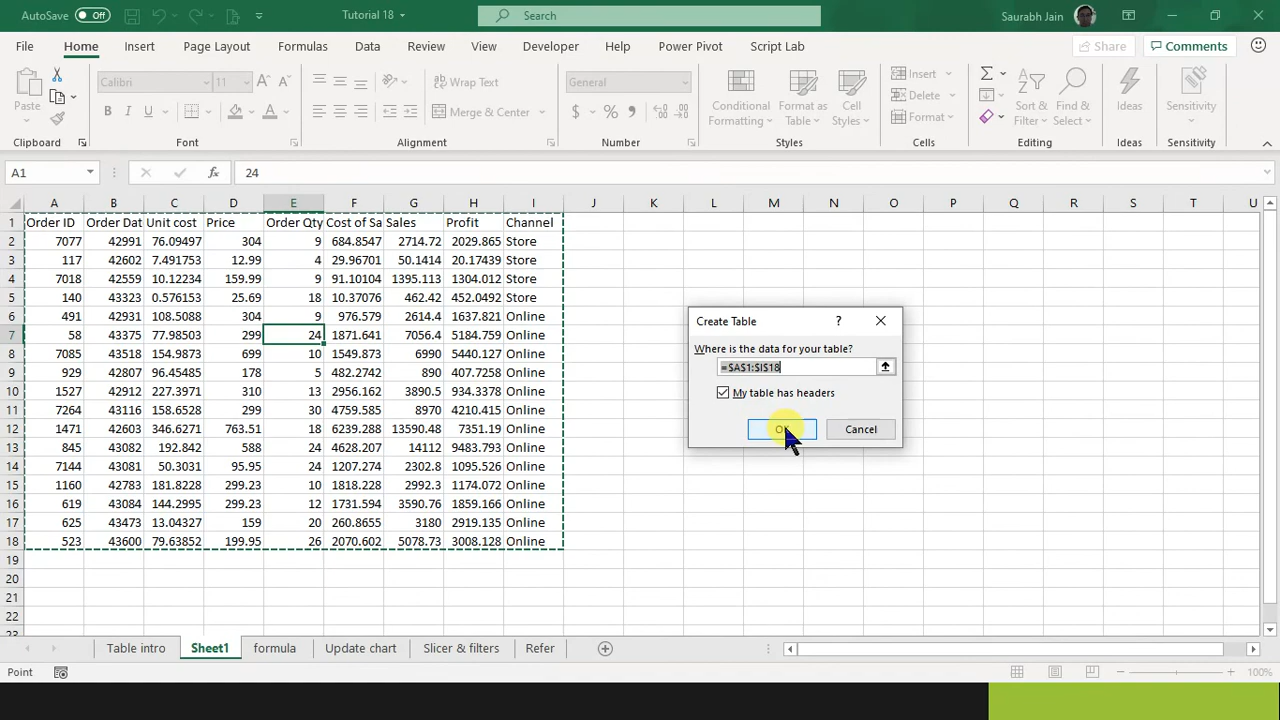 AutoSave Off Tutorial 18 Search Saurabh Jain
File Home Insert Page Layout Formulas Data Review View Developer Help Power Pivot Script Lab Share Comments
Paste Calibri 11 Wrap Text General Conditional Formatting Format as Table Cell Styles Insert Sort & Filter Find & Select Ideas Sensitivity
B I U Merge & Center $ % Delete
Format
Clipboard Font Alignment Number Styles Cells Editing Ideas Sensitivity
A1 fx 24
A B C D E F G H I J K L M N O P Q R S T U
1 Order ID Order Dat Unit cost Price Order Qty Cost of Sa Sales Profit Channel
2 7077 42991 76.09497 304 9 684.8547 2714.72 2029.865 Store
3 117 42602 7.491753 12.99 4 29.96701 50.1414 20.17439 Store
4 7018 42559 10.12234 159.99 9 91.10104 1395.113 1304.012 Store
5 140 43323 0.576153 25.69 18 10.37076 462.42 452.0492 Store
6 491 42931 108.5088 304 9 976.579 2614.4 1637.821 Online
7 58 43375 77.98503 299 24 1871.641 7056.4 5184.759 Online
8 7085 43518 154.9873 699 10 1549.873 6990 5440.127 Online
9 929 42807 96.45485 178 5 482.2742 890 407.7258 Online
10 1527 42912 227.3971 310 13 2956.162 3890.5 934.3378 Online
11 7264 43116 158.6528 299 30 4759.585 8970 4210.415 Online
12 1471 42603 346.6271 763.51 18 6239.288 13590.48 7351.19 Online
13 845 43082 192.842 588 24 4628.207 14112 9483.793 Online
14 7144 43081 50.3031 95.95 24 1207.274 2302.8 1095.526 Online
15 1160 42783 181.8228 299.23 10 1818.228 2992.3 1174.072 Online
16 619 43084 144.2995 299.23 12 1731.594 3590.76 1859.166 Online
17 625 43473 13.04327 159 20 260.8655 3180 2919.135 Online
18 523 43600 79.63852 199.95 26 2070.602 5078.73 3008.128 Online
19
20
21
22
23
Create Table ?
Where is the data for your table?
=$A$1:$I$18
My table has headers
OK Cancel
Table intro Sheet1 formula Update chart Slicer & filters Refer
Point 100%